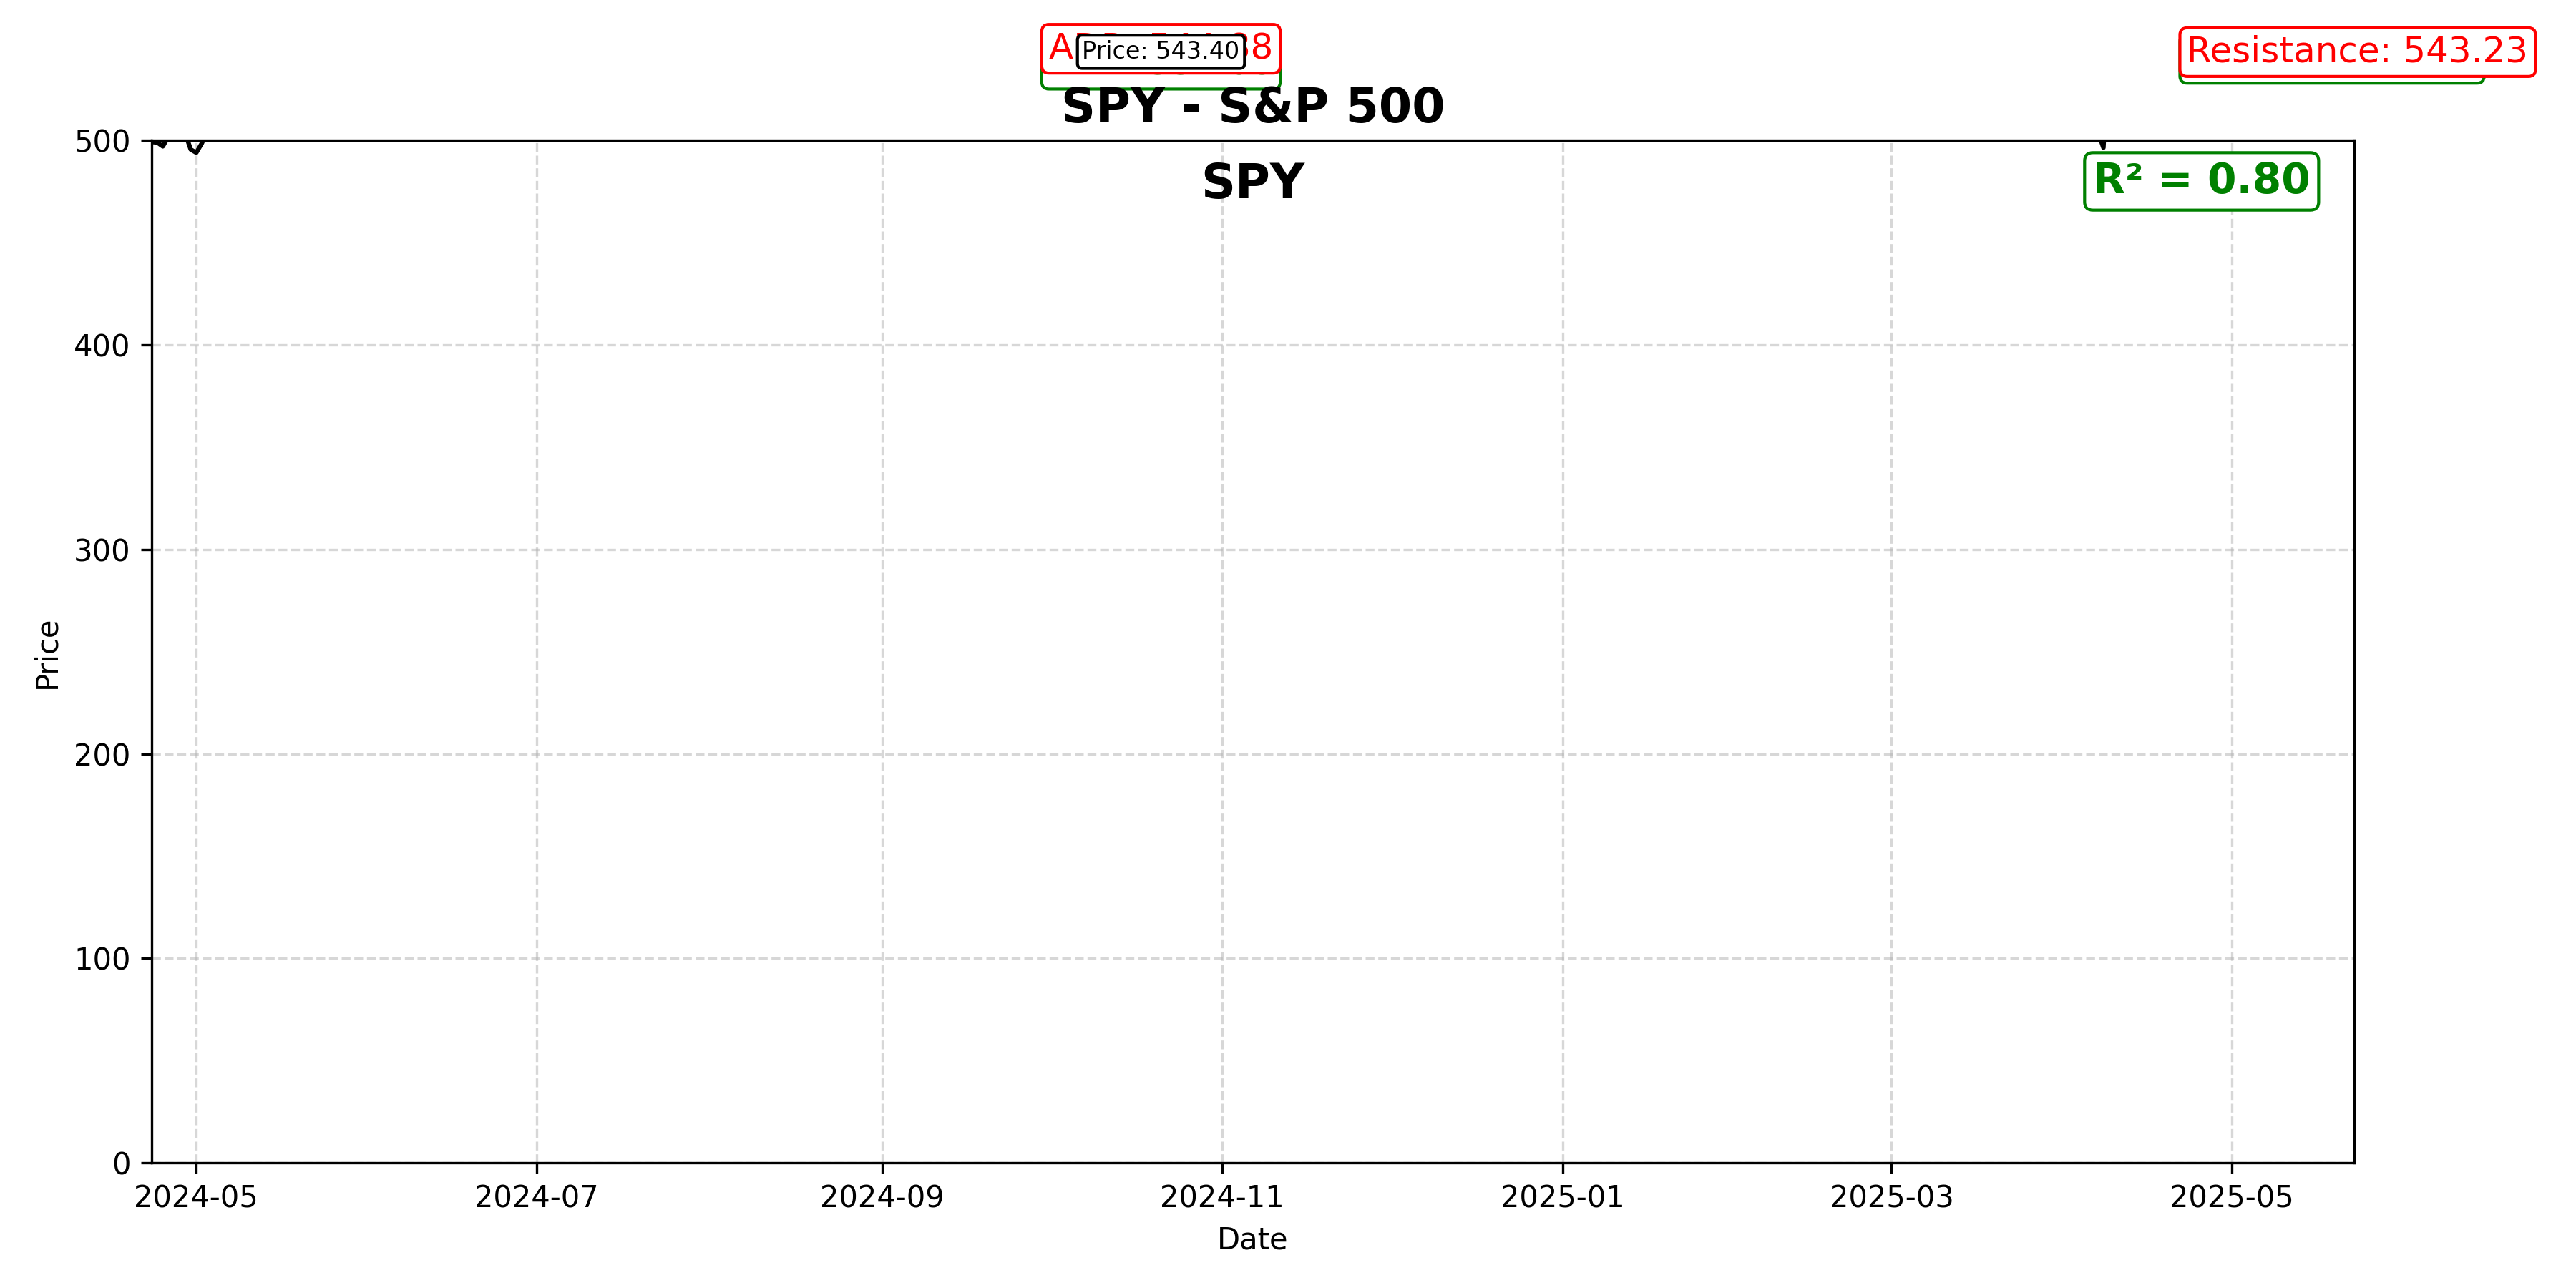 Price: 543.40
Resistance: 543.23
SPY - S&P 500
SPY
R² = 0.80
500
400
300
200
100
0
Price
2024-05 2024-07 2024-09 2024-11 2025-01 2025-03 2025-05
Date